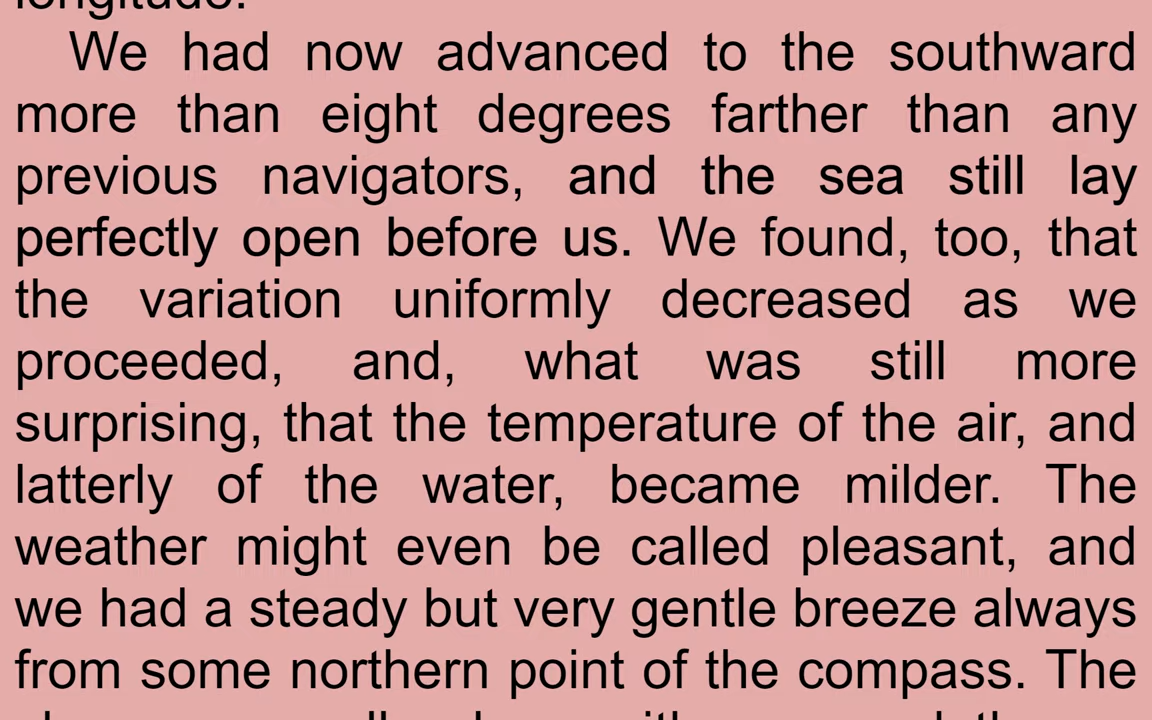 longitude.
We had now advanced to the southward
more than eight degrees farther than any
previous navigators, and the sea still lay
perfectly open before us. We found, too, that
the variation uniformly decreased as we
proceeded, and, what was still more
surprising, that the temperature of the air, and
latterly of the water, became milder. The
weather might even be called pleasant, and
we had a steady but very gentle breeze always
from some northern point of the compass. The